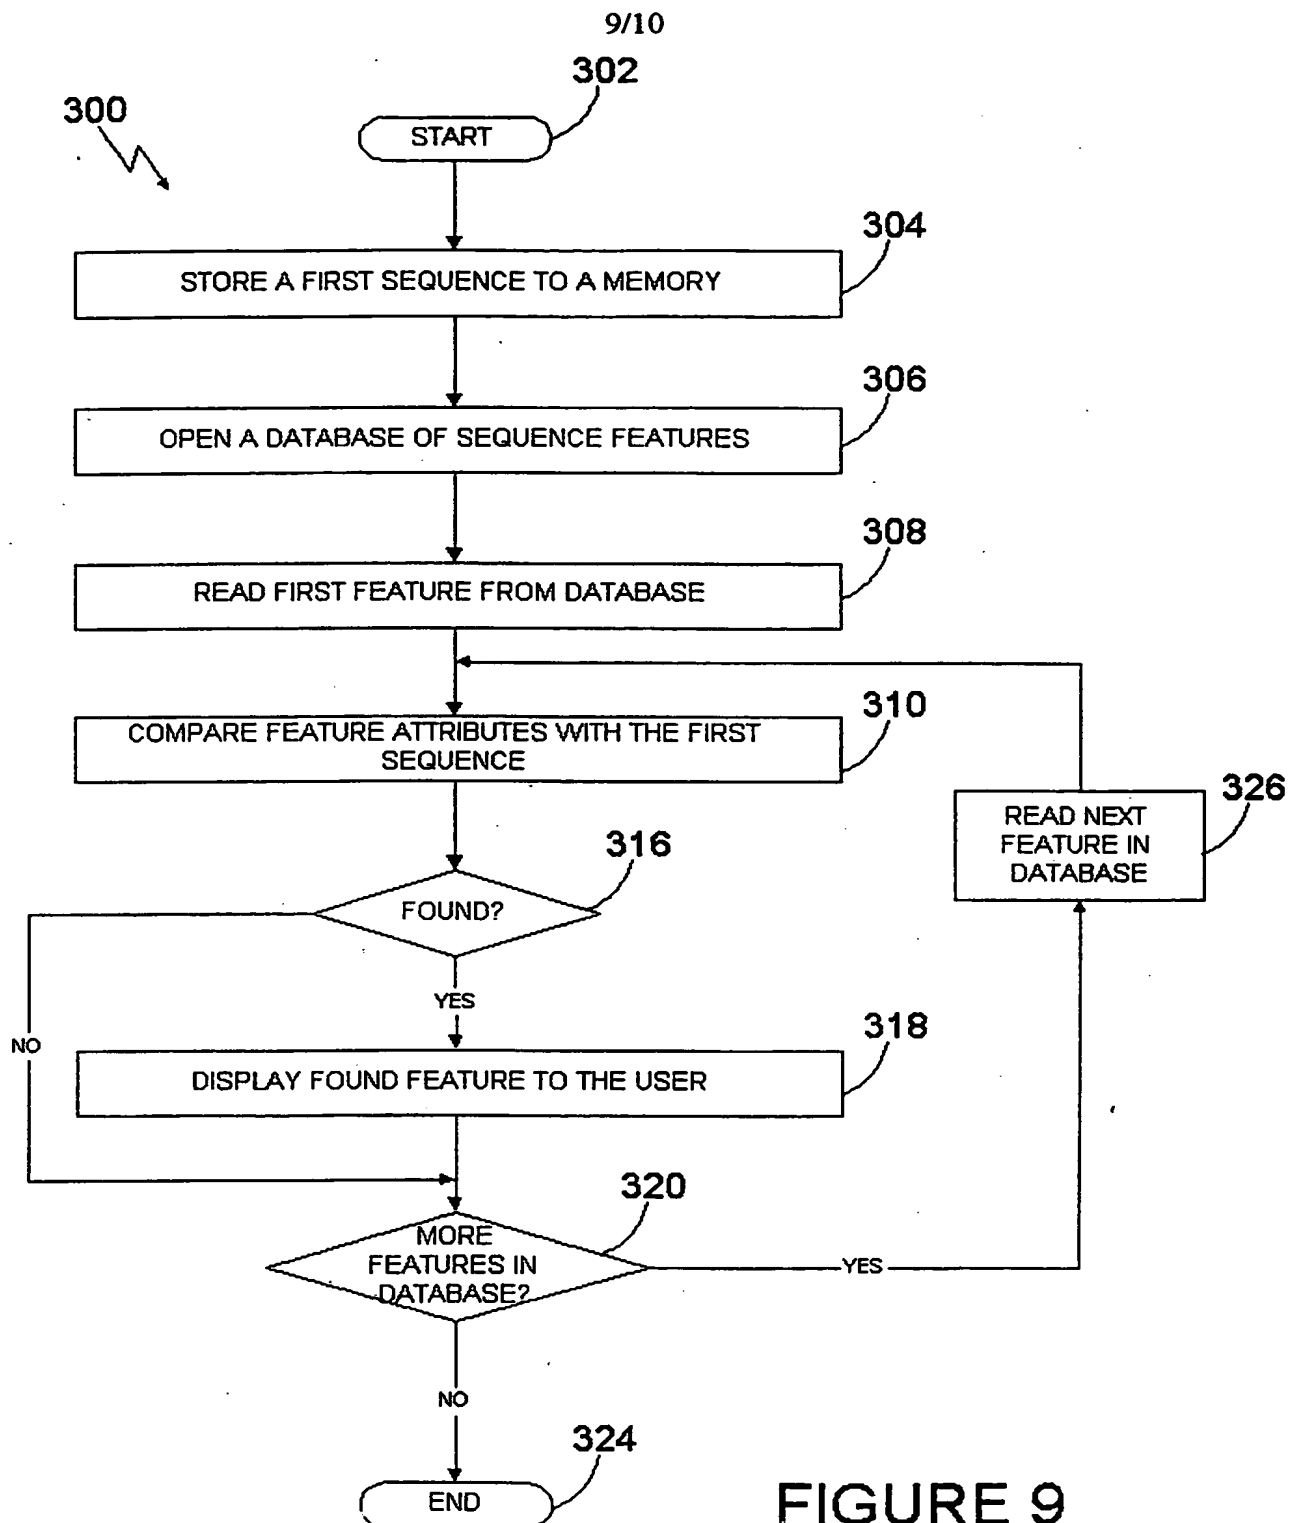 9/10
302
300
START
304
STORE A FIRST SEQUENCE TO A MEMORY
306
OPEN A DATABASE OF SEQUENCE FEATURES
308
READ FIRST FEATURE FROM DATABASE
310
COMPARE FEATURE ATTRIBUTES WITH THE FIRST
SEQUENCE
326
READ NEXT
FEATURE IN
DATABASE
316
FOUND?
YES
NO
318
DISPLAY FOUND FEATURE TO THE USER
320
MORE
FEATURES IN
DATABASE?
YES
NO
324
END
FIGURE 9